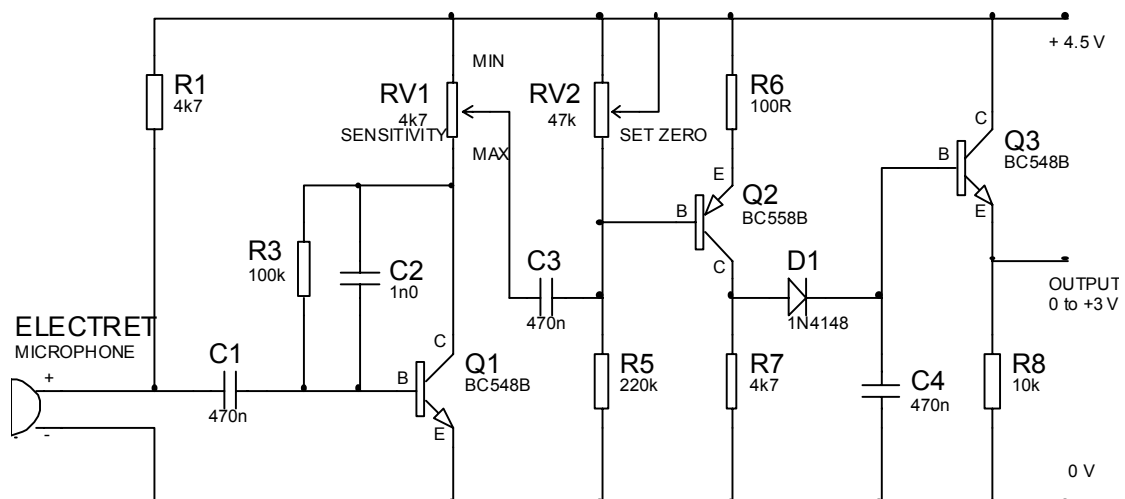 + 4.5 V
R1
4k7
RV1
4k7
SENSITIVITY
MIN
MAX
RV2
47k
SET ZERO
R6
100R
C
B
Q3
BC548B
E
E
B
Q2
BC558B
C
R3
100k
C2
1n0
C3
470n
D1
1N4148
OUTPUT
0 to +3 V
ELECTRET
MICROPHONE
+
-
C1
470n
C
B
Q1
BC548B
E
R5
220k
R7
4k7
C4
470n
R8
10k
0 V